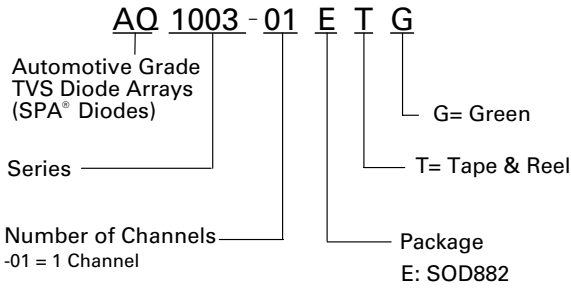 AQ 1003 - 01 E T G
Automotive Grade
TVS Diode Arrays
(SPA® Diodes)
G= Green
Series
T= Tape & Reel
Number of Channels
-01 = 1 Channel
Package
E: SOD882